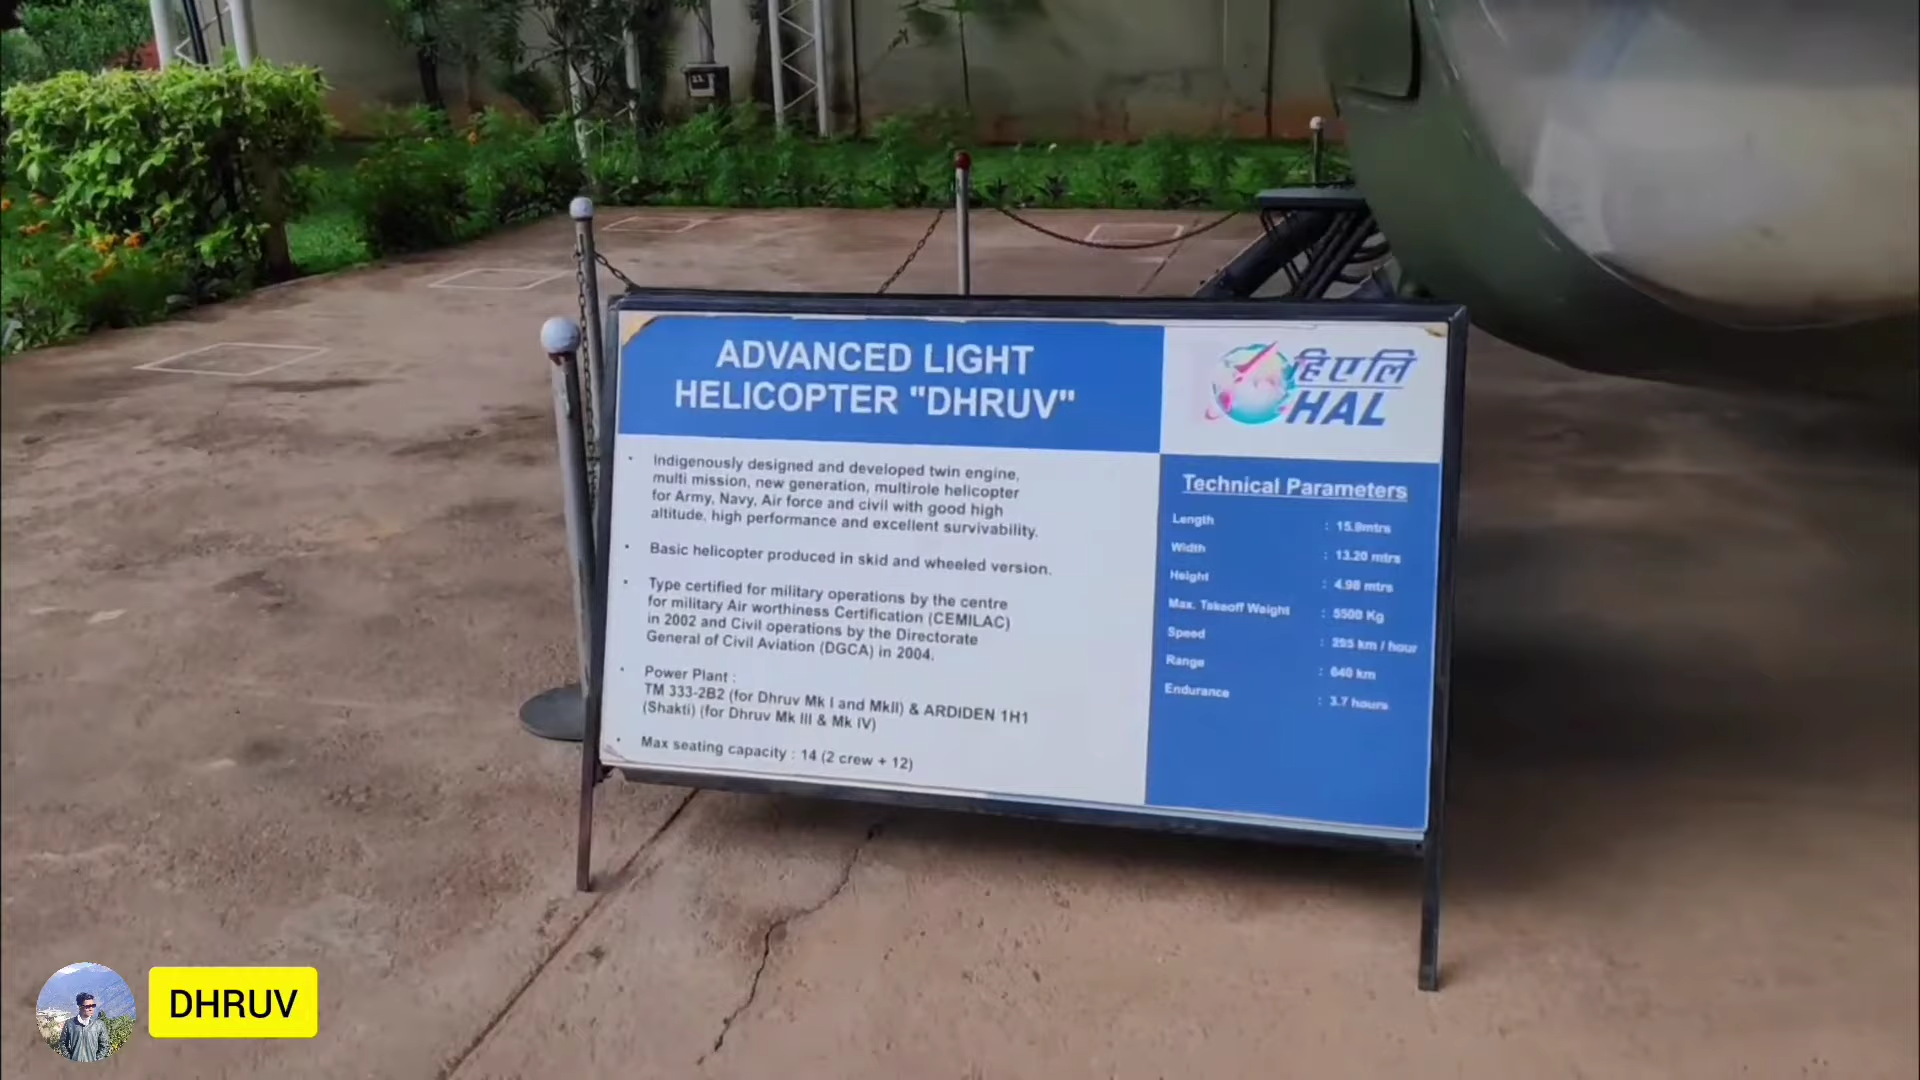 ADVANCED LIGHT
HELICOPTER "DHRUV"
हिएलि
HAL
• Indigenously designed and developed twin engine,
multi mission, new generation, multirole helicopter
for Army, Navy, Air force and civil with good high
altitude, high performance and excellent survivability.
• Basic helicopter produced in skid and wheeled version.
• Type certified for military operations by the centre
for military Air worthiness Certification (CEMILAC)
in 2002 and Civil operations by the Directorate
General of Civil Aviation (DGCA) in 2004.
• Power Plant :
TM 333-2B2 (for Dhruv Mk I and MkII) & ARDIDEN 1H1
(Shakti) (for Dhruv Mk III & Mk IV)
• Max seating capacity : 14 (2 crew + 12)
Technical Parameters
Length : 15.9mtrs
Width : 13.20 mtrs
Height : 4.98 mtrs
Max. Takeoff Weight : 5500 Kg
Speed : 295 km / hour
Range : 640 km
Endurance : 3.7 hours
DHRUV